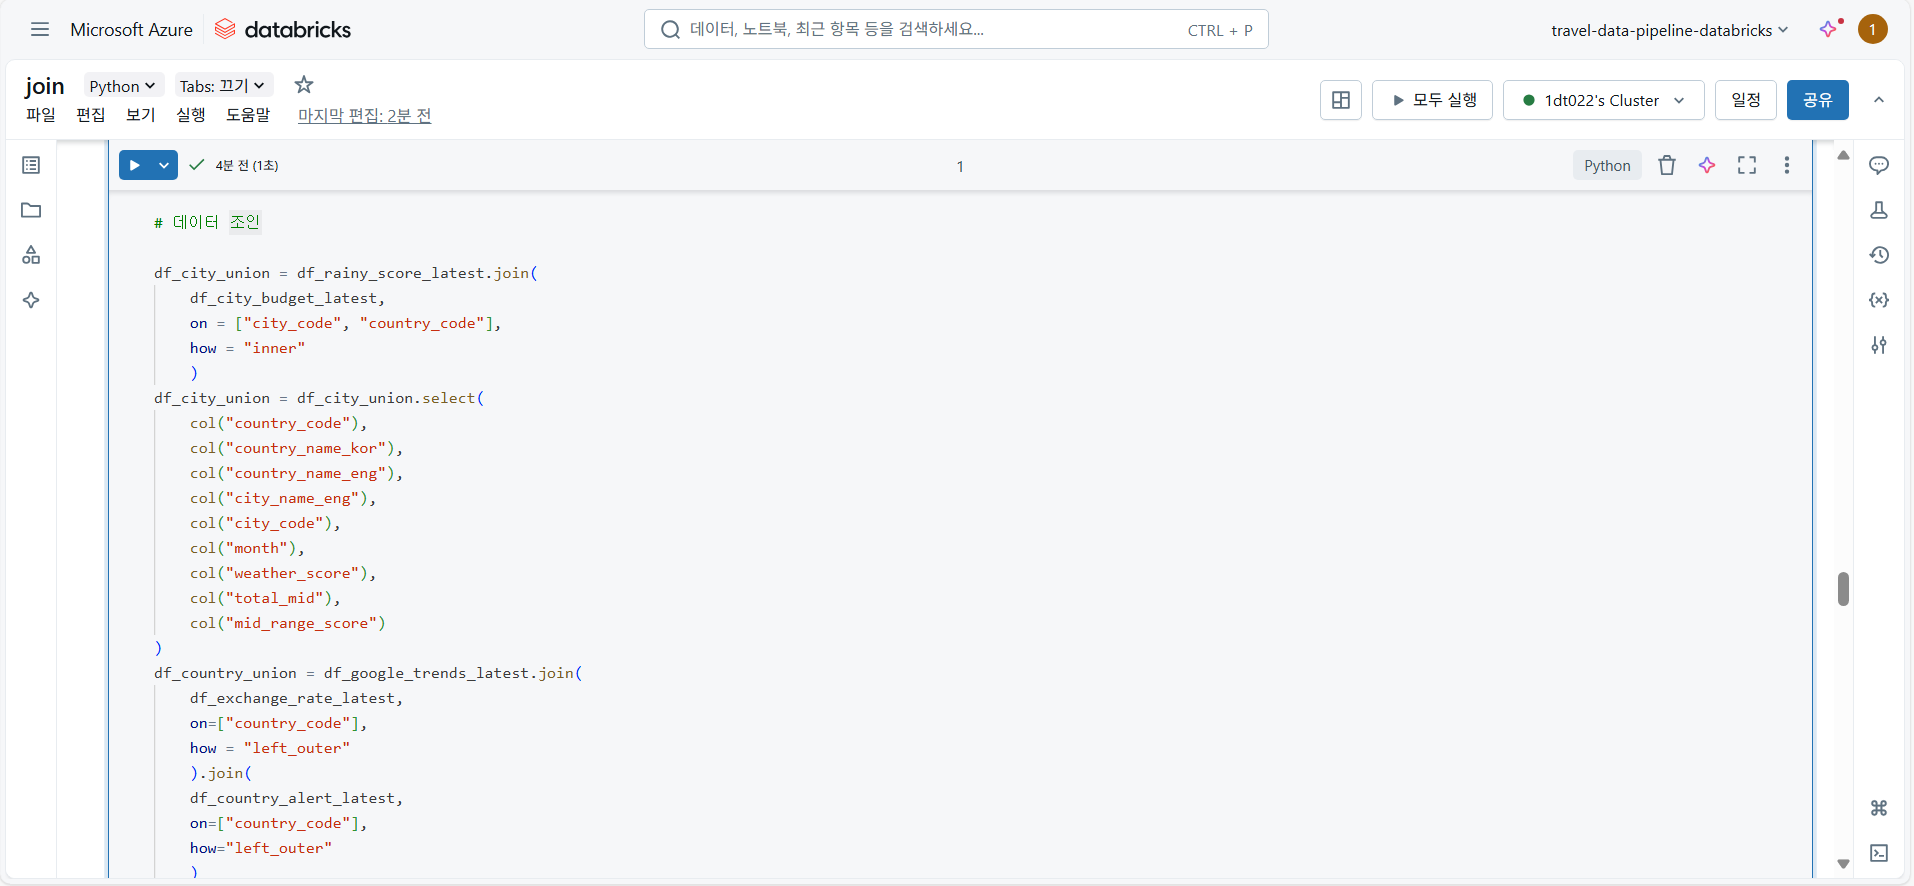 Microsoft Azure databricks 데이터, 노트북, 최근 항목 등을 검색하세요... CTRL + P travel-data-pipeline-databricks 1
join Python Tabs: 끄기
파일 편집 보기 실행 도움말 마지막 편집: 2분 전 모두 실행 1dt022's Cluster 일정 공유
4분 전 (1초) 1 Python
# 데이터 조인
df_city_union = df_rainy_score_latest.join(
df_city_budget_latest,
on = ["city_code", "country_code"],
how = "inner"
)
df_city_union = df_city_union.select(
col("country_code"),
col("country_name_kor"),
col("country_name_eng"),
col("city_name_eng"),
col("city_code"),
col("month"),
col("weather_score"),
col("total_mid"),
col("mid_range_score")
)
df_country_union = df_google_trends_latest.join(
df_exchange_rate_latest,
on=["country_code"],
how = "left_outer"
).join(
df_country_alert_latest,
on=["country_code"],
how="left_outer"
)